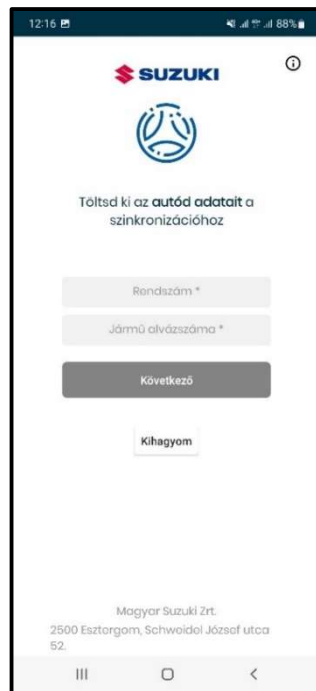 12:16 88%
SUZUKI
Töltsd ki az autód adatait a
szinkronizációhoz
Rendszám *
Jármű alvázszáma *
Következő
Kihagyom
Magyar Suzuki Zrt.
2500 Esztergom, Schweidel József utca
52.